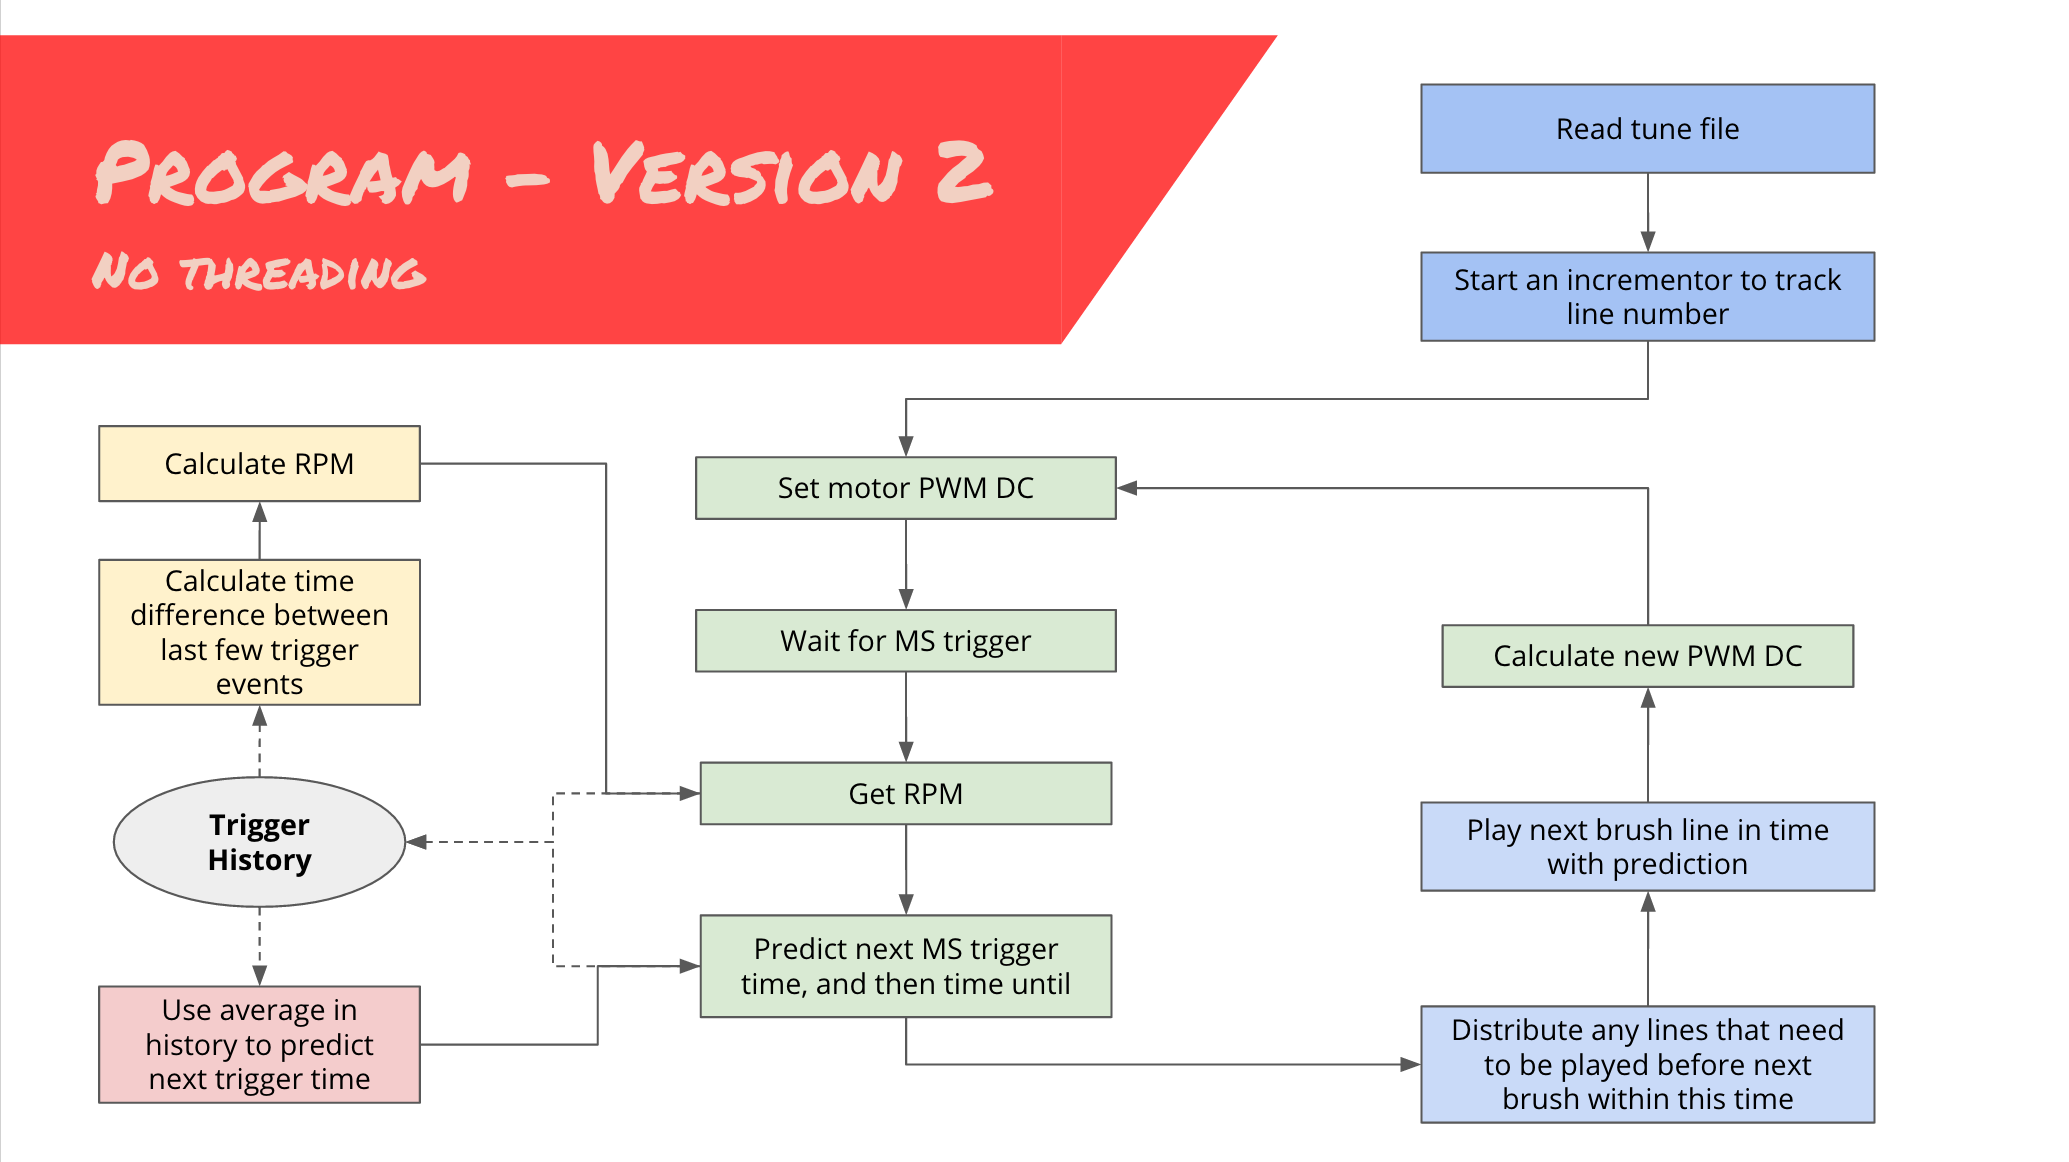 Program - Version 2
No threading
Read tune file
Start an incrementor to track
line number
Calculate RPM
Calculate time
difference between
last few trigger
events
Trigger
History
Use average in
history to predict
next trigger time
Set motor PWM DC
Wait for MS trigger
Get RPM
Predict next MS trigger
time, and then time until
Calculate new PWM DC
Play next brush line in time
with prediction
Distribute any lines that need
to be played before next
brush within this time